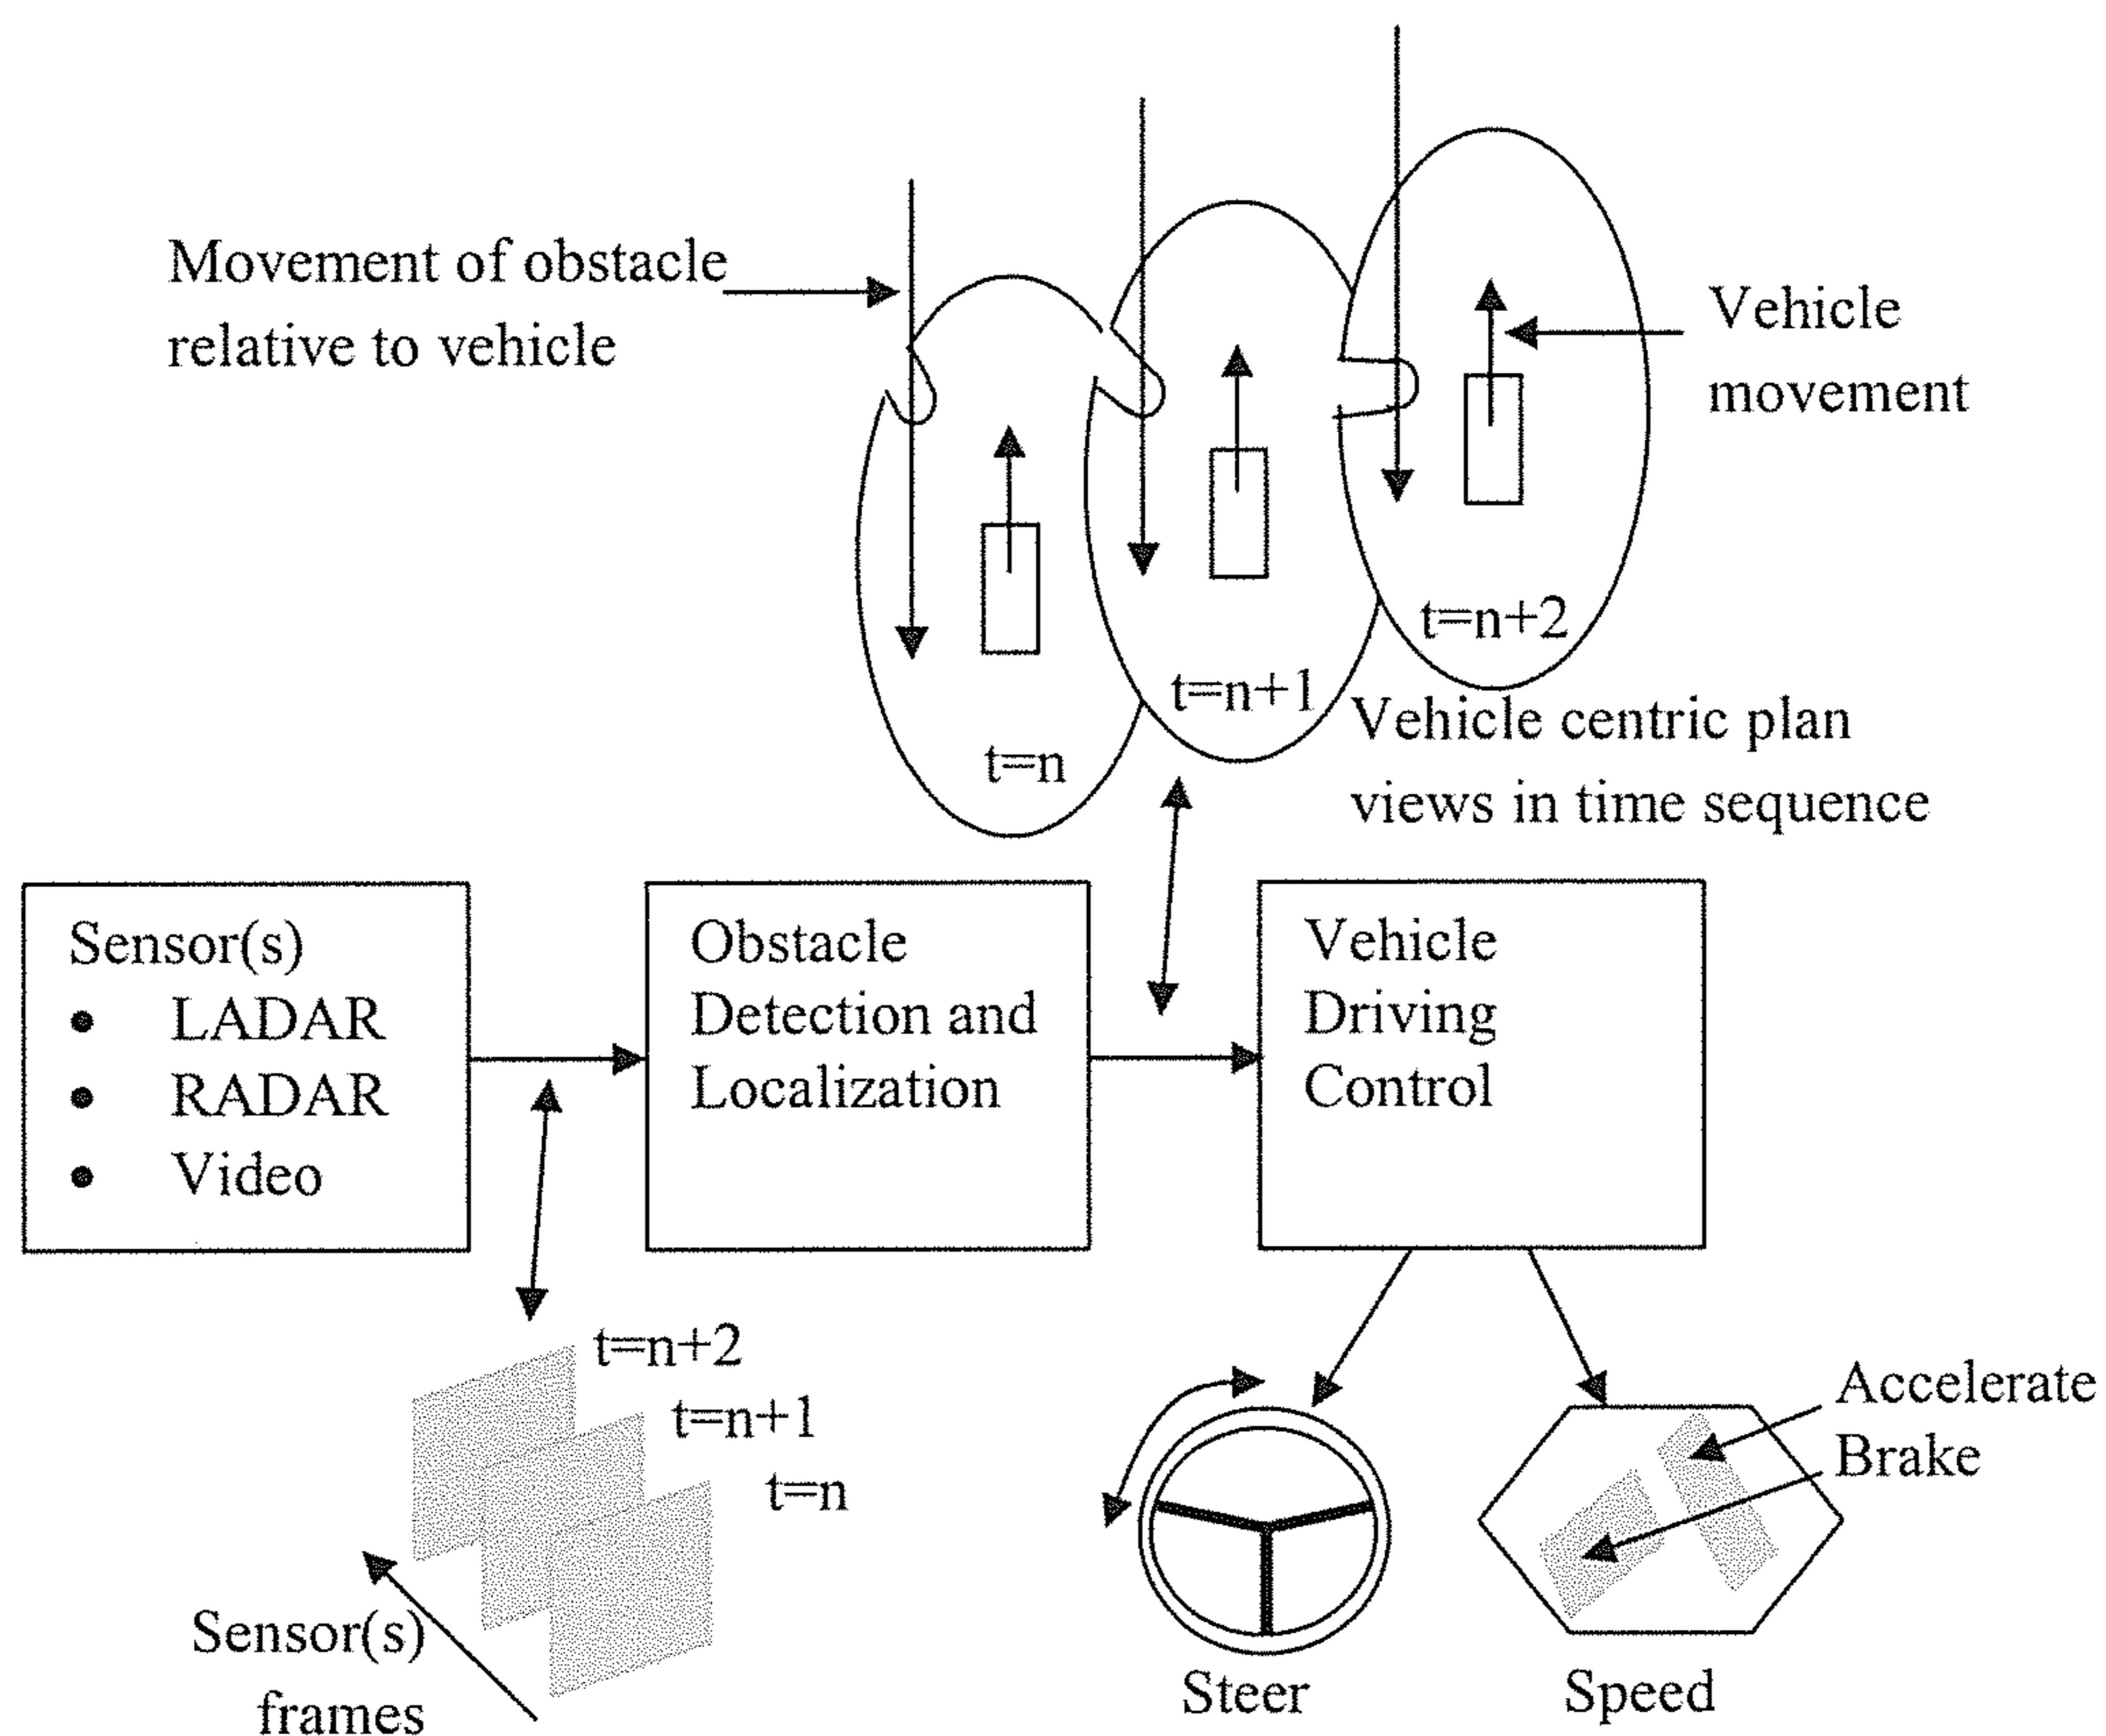 Movement of obstacle
relative to vehicle
Vehicle
movement
t=n+2
t=n+1
t=n
Vehicle centric plan
views in time sequence
Sensor(s)
• LADAR
• RADAR
• Video
Obstacle
Detection and
Localization
Vehicle
Driving
Control
t=n+2
t=n+1
t=n
Sensor(s)
frames
Accelerate
Brake
Steer
Speed